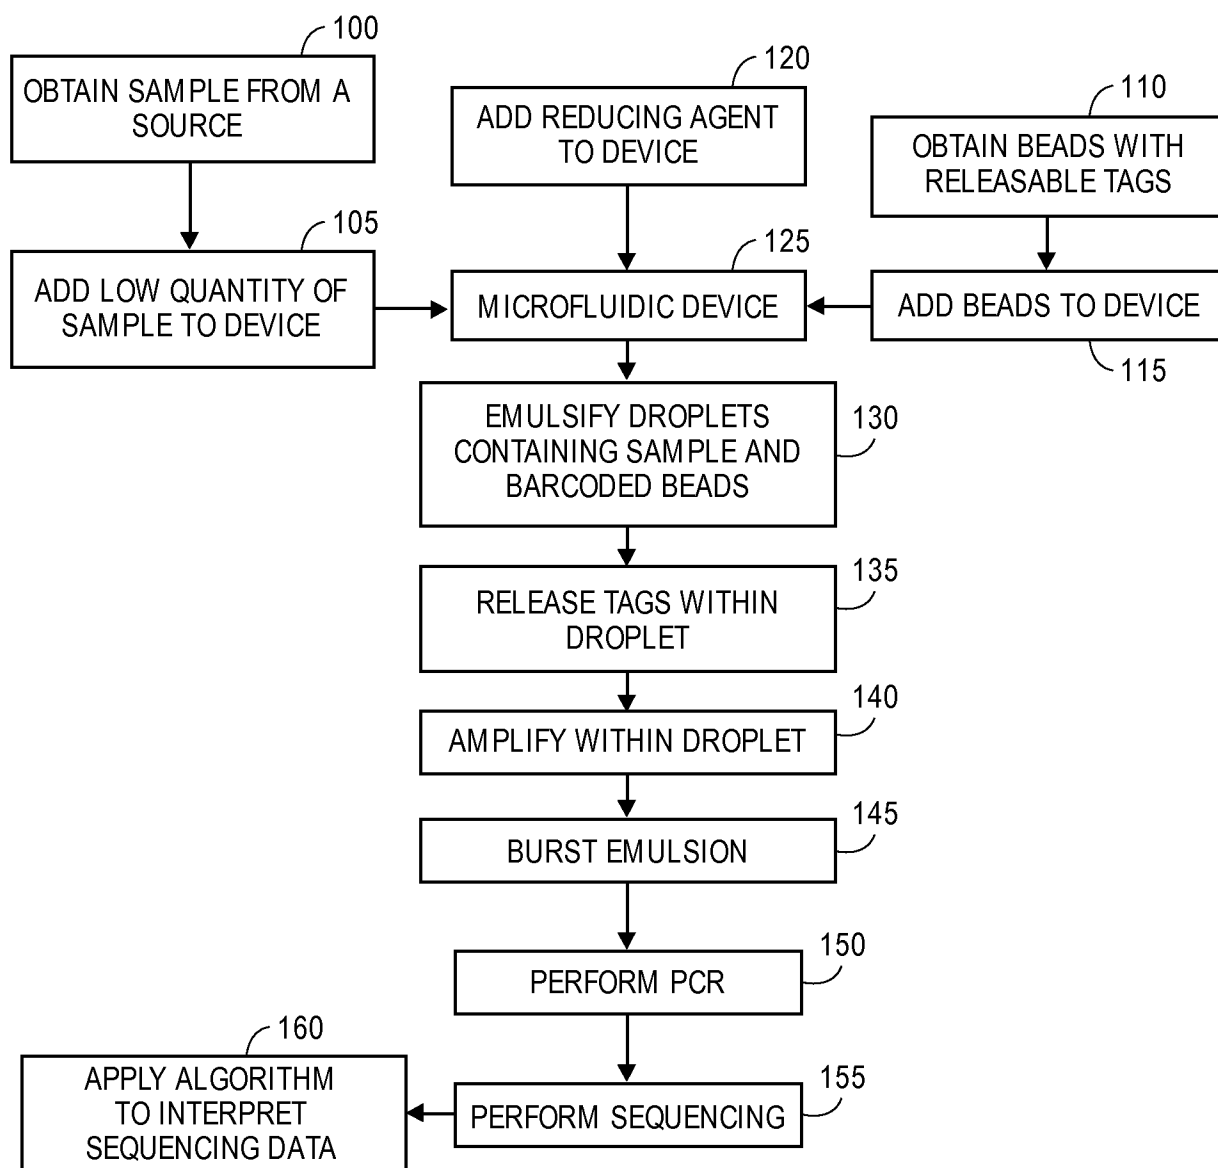 100
OBTAIN SAMPLE FROM A
SOURCE
120
ADD REDUCING AGENT
TO DEVICE
110
OBTAIN BEADS WITH
RELEASABLE TAGS
105
ADD LOW QUANTITY OF
SAMPLE TO DEVICE
125
MICROFLUIDIC DEVICE
ADD BEADS TO DEVICE
115
EMULSIFY DROPLETS
CONTAINING SAMPLE AND
BARCODED BEADS
130
RELEASE TAGS WITHIN
DROPLET
135
AMPLIFY WITHIN DROPLET
140
BURST EMULSION
145
PERFORM PCR
150
PERFORM SEQUENCING
155
160
APPLY ALGORITHM
TO INTERPRET
SEQUENCING DATA